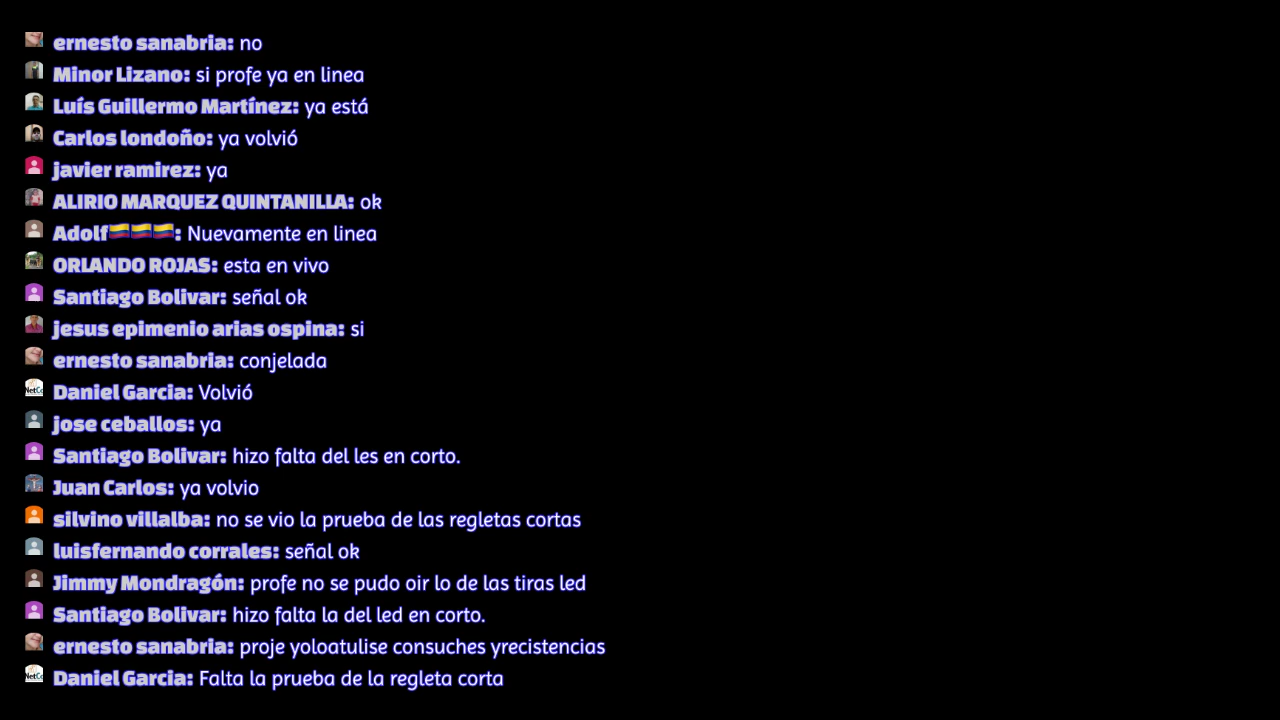 ernesto sanabria: no
Minor Lizano: si profe ya en linea
Luís Guillermo Martínez: ya está
Carlos londoño: ya volvió
javier ramirez: ya
ALIRIO MARQUEZ QUINTANILLA: ok
Adolf🇨🇴🇨🇴🇨🇴: Nuevamente en linea
ORLANDO ROJAS: esta en vivo
Santiago Bolivar: señal ok
jesus epimenio arias ospina: si
ernesto sanabria: conjelada
Daniel Garcia: Volvió
jose ceballos: ya
Santiago Bolivar: hizo falta del les en corto.
Juan Carlos: ya volvio
silvino villalba: no se vio la prueba de las regletas cortas
luisfernando corrales: señal ok
Jimmy Mondragón: profe no se pudo oir lo de las tiras led
Santiago Bolivar: hizo falta la del led en corto.
ernesto sanabria: proje yoloatulise consuches yrecistencias
Daniel Garcia: Falta la prueba de la regleta corta